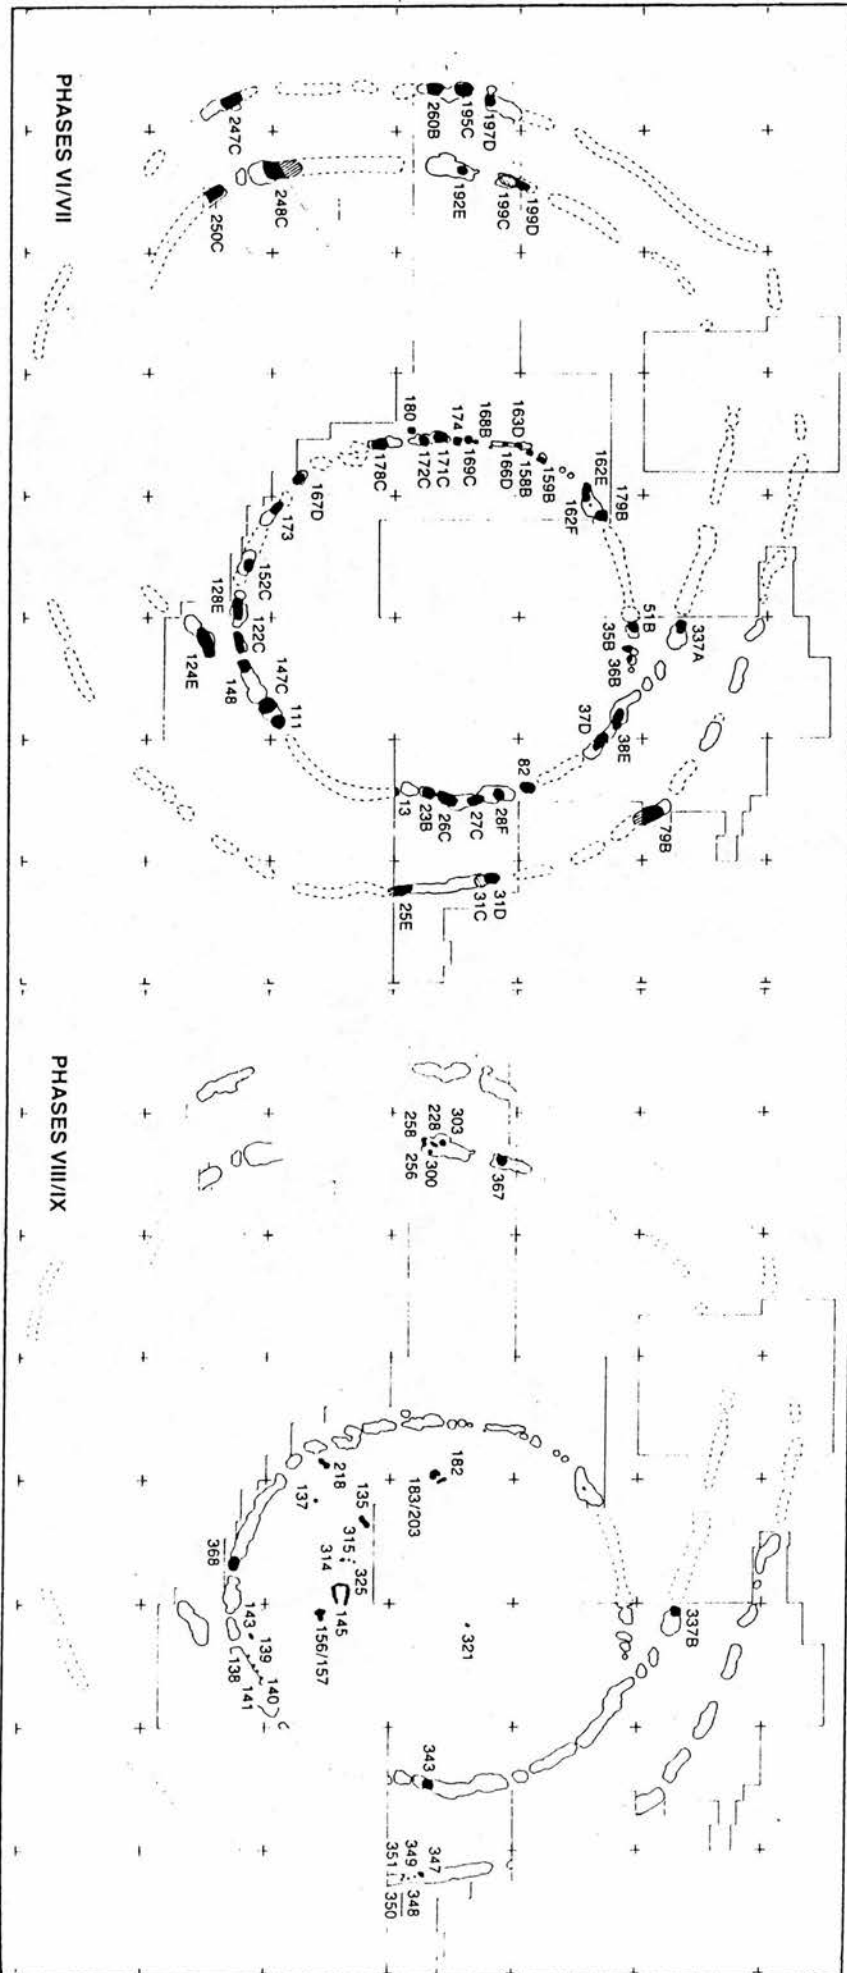 PHASES VI/VII
247C
260B
195C
197D
250C
248C
192E
199C
199D
180
178C
172C
171C
174
169C
168B
166D
163D
158B
159B
162E
162F
179B
167D
173
152C
128E
122C
124E
148
147C
111
51B
35B
36B
337A
37D
38E
82
13
23B
26C
27C
28F
79B
25E
31C
31D
PHASES VIII/IX
258
228
303
256
300
367
218
137
135
183/203
182
315
314
325
145
156/157
321
368
143
139
138
141
140
337B
343
351
349
347
350
348